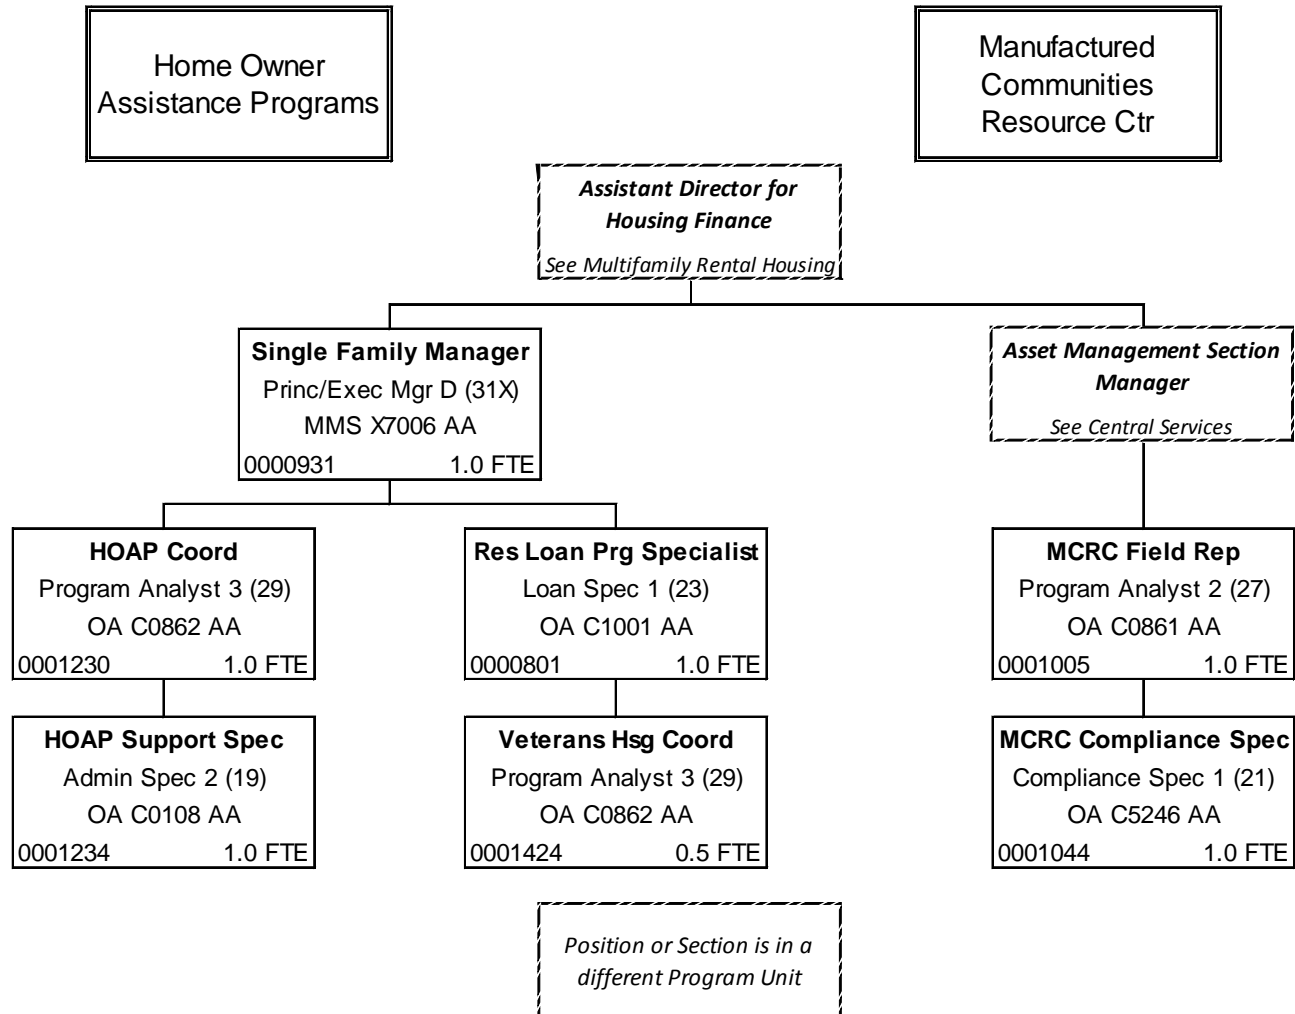 Home Owner
Assistance Programs
Manufactured
Communities
Resource Ctr
Assistant Director for
Housing Finance
See Multifamily Rental Housing
Single Family Manager
Princ/Exec Mgr D (31X)
MMS X7006 AA
0000931 1.0 FTE
Asset Management Section
Manager
See Central Services
HOAP Coord
Program Analyst 3 (29)
OA C0862 AA
0001230 1.0 FTE
Res Loan Prg Specialist
Loan Spec 1 (23)
OA C1001 AA
0000801 1.0 FTE
MCRC Field Rep
Program Analyst 2 (27)
OA C0861 AA
0001005 1.0 FTE
HOAP Support Spec
Admin Spec 2 (19)
OA C0108 AA
0001234 1.0 FTE
Veterans Hsg Coord
Program Analyst 3 (29)
OA C0862 AA
0001424 0.5 FTE
MCRC Compliance Spec
Compliance Spec 1 (21)
OA C5246 AA
0001044 1.0 FTE
Position or Section is in a
different Program Unit